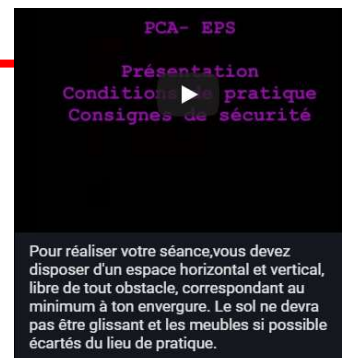 PCA- EPS
Présentation
Conditions de pratique
Consignes de sécurité
Pour réaliser votre séance,vous devez
disposer d'un espace horizontal et vertical,
libre de tout obstacle, correspondant au
minimum à ton envergure. Le sol ne devra
pas être glissant et les meubles si possible
écartés du lieu de pratique.